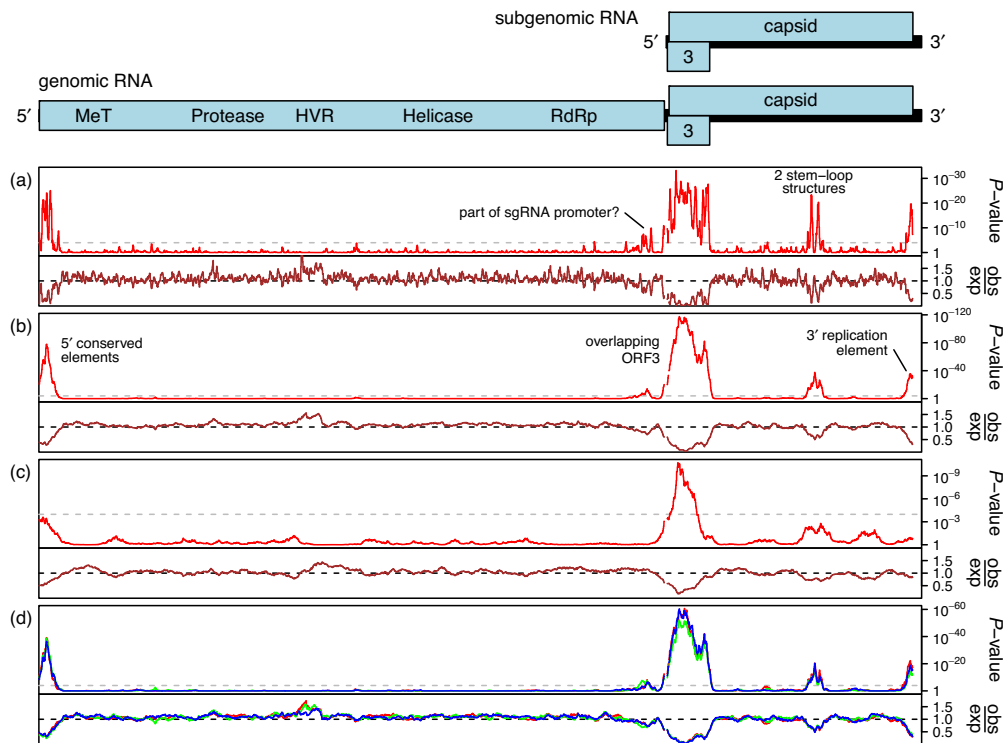 subgenomic RNA
5′ capsid 3′
3
genomic RNA
5′ MeT Protease HVR Helicase RdRp capsid 3′
3
(a)
part of sgRNA promoter?
2 stem−loop
structures
10−30
10−20
10−10
1
P−value
1.5
1.0
0.5
obs
exp
(b)
5′ conserved
elements
overlapping
ORF3
3′ replication
element
10−120
10−80
10−40
1
P−value
1.5
1.0
0.5
obs
exp
(c)
10−9
10−6
10−3
1
P−value
1.5
1.0
0.5
obs
exp
(d)
10−60
10−40
10−20
1
P−value
1.5
1.0
0.5
obs
exp